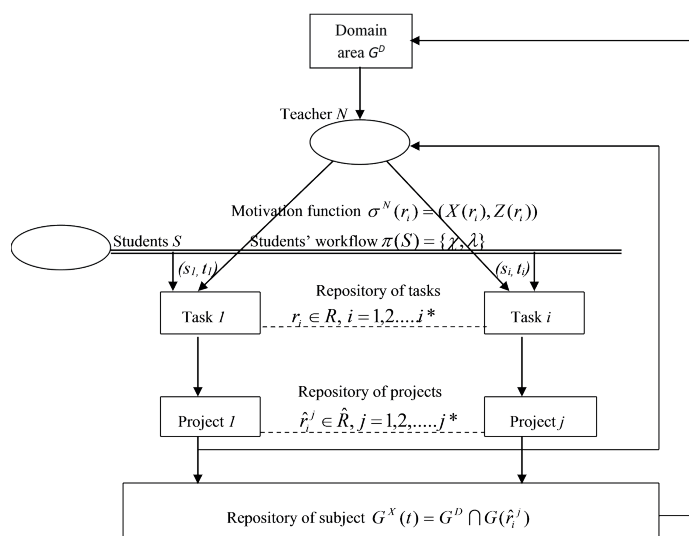 Domain
area G^D
Teacher N
Motivation function σ^N(r_i) = (X(r_i), Z(r_i))
Students S
Students' workflow π(S) = {γ, λ}
(s_1, t_1)
(s_i, t_i)
Repository of tasks
Task 1
r_i ∈ R, i = 1,2.....i*
Task i
Repository of projects
Project 1
r̂_i^j ∈ R̂, j = 1,2,.....j*
Project j
Repository of subject G^X(t) = G^D ⋂ G(r̂_i^j)